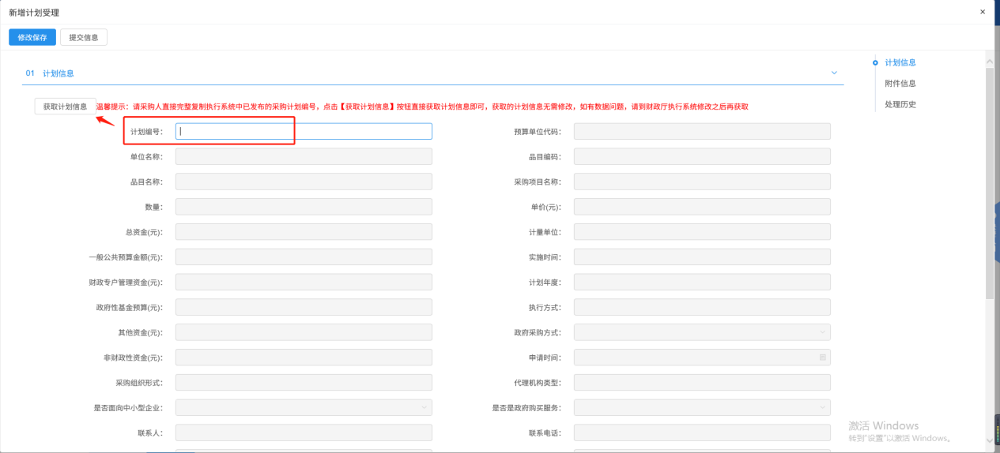 新增计划受理
×
修改保存
提交信息
01 计划信息
获取计划信息 温馨提示：请采购人直接完整复制执行系统中已发布的采购计划编号，点击【获取计划信息】按钮直接获取计划信息即可，获取的计划信息无需修改，如有数据问题，请到财政厅执行系统修改之后再获取
计划编号： 预算单位代码：
单位名称： 品目编码：
品目名称： 采购项目名称：
数量： 单价(元)：
总资金(元)： 计量单位：
一般公共预算金额(元)： 实施时间：
财政专户管理资金(元)： 计划年度：
政府性基金预算(元)： 执行方式：
其他资金(元)： 政府采购方式：
非财政性资金(元)： 申请时间：
采购组织形式： 代理机构类型：
是否面向中小型企业： 是否是政府购买服务：
联系人： 联系电话：
计划信息
附件信息
处理历史
激活 Windows
转到"设置"以激活 Windows。